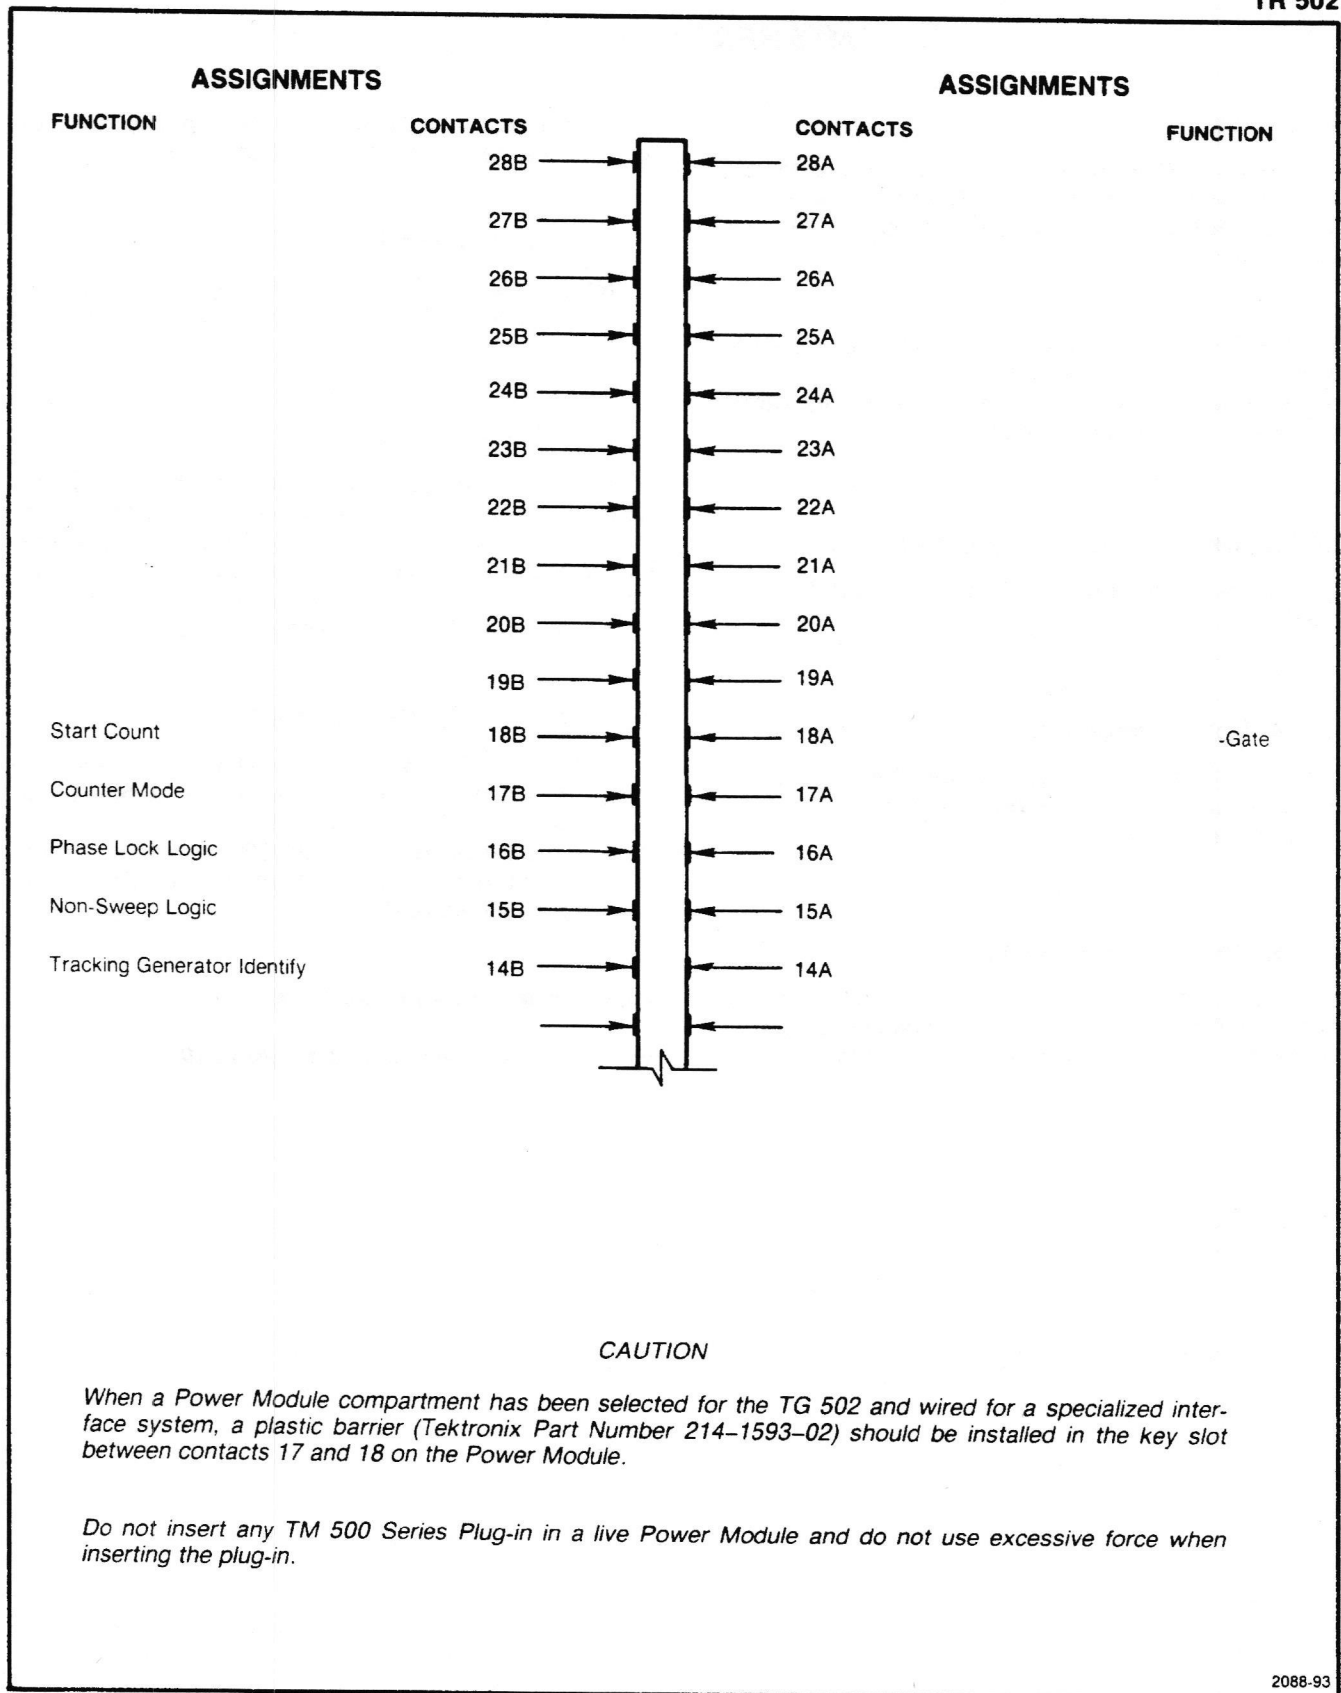 TR 502
ASSIGNMENTS
ASSIGNMENTS
FUNCTION CONTACTS CONTACTS FUNCTION
28B 28A
27B 27A
26B 26A
25B 25A
24B 24A
23B 23A
22B 22A
21B 21A
20B 20A
19B 19A
Start Count 18B 18A -Gate
Counter Mode 17B 17A
Phase Lock Logic 16B 16A
Non-Sweep Logic 15B 15A
Tracking Generator Identify 14B 14A
CAUTION
When a Power Module compartment has been selected for the TG 502 and wired for a specialized inter-
face system, a plastic barrier (Tektronix Part Number 214–1593–02) should be installed in the key slot
between contacts 17 and 18 on the Power Module.
Do not insert any TM 500 Series Plug-in in a live Power Module and do not use excessive force when
inserting the plug-in.
2088-93